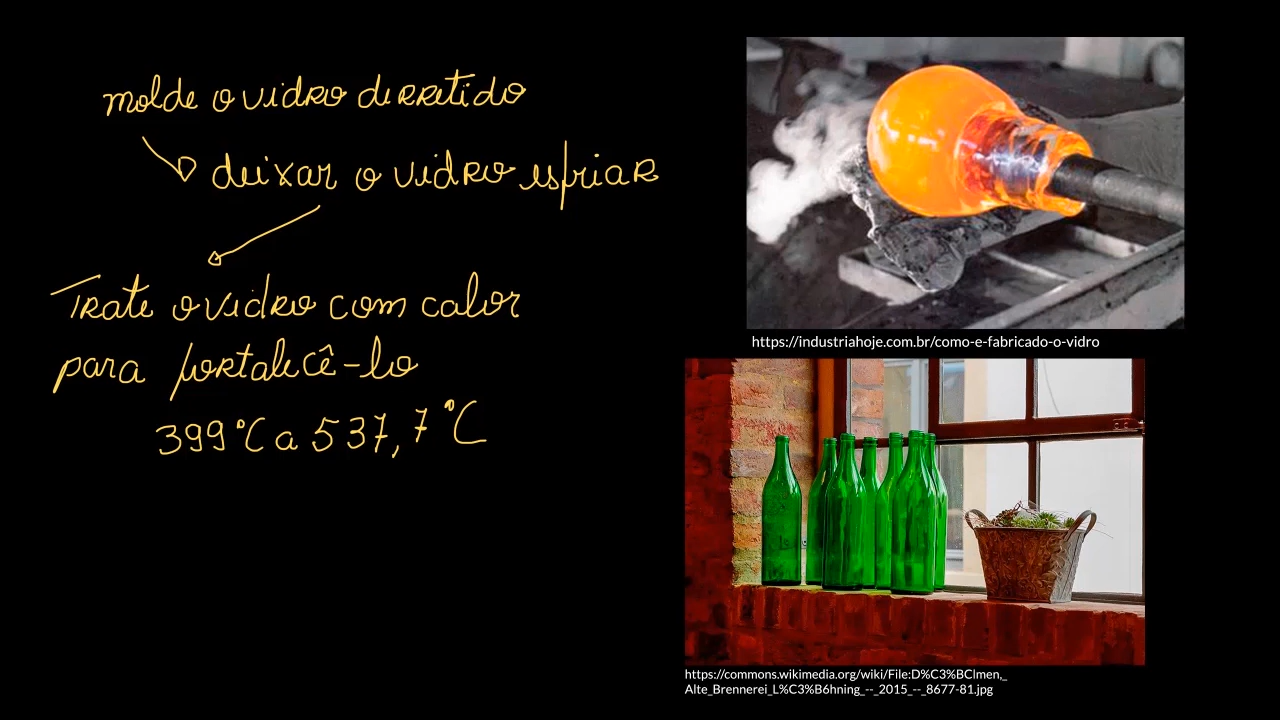 molde o vidro derretido
deixar o vidro esfriar
Trate o vidro com calor
para fortalecê-lo
399°C a 537,7°C
https://industriahoje.com.br/como-e-fabricado-o-vidro
https://commons.wikimedia.org/wiki/File:D%C3%BClmen,_
Alte_Brennerei_L%C3%B6hning_--_2015_--_8677-81.jpg